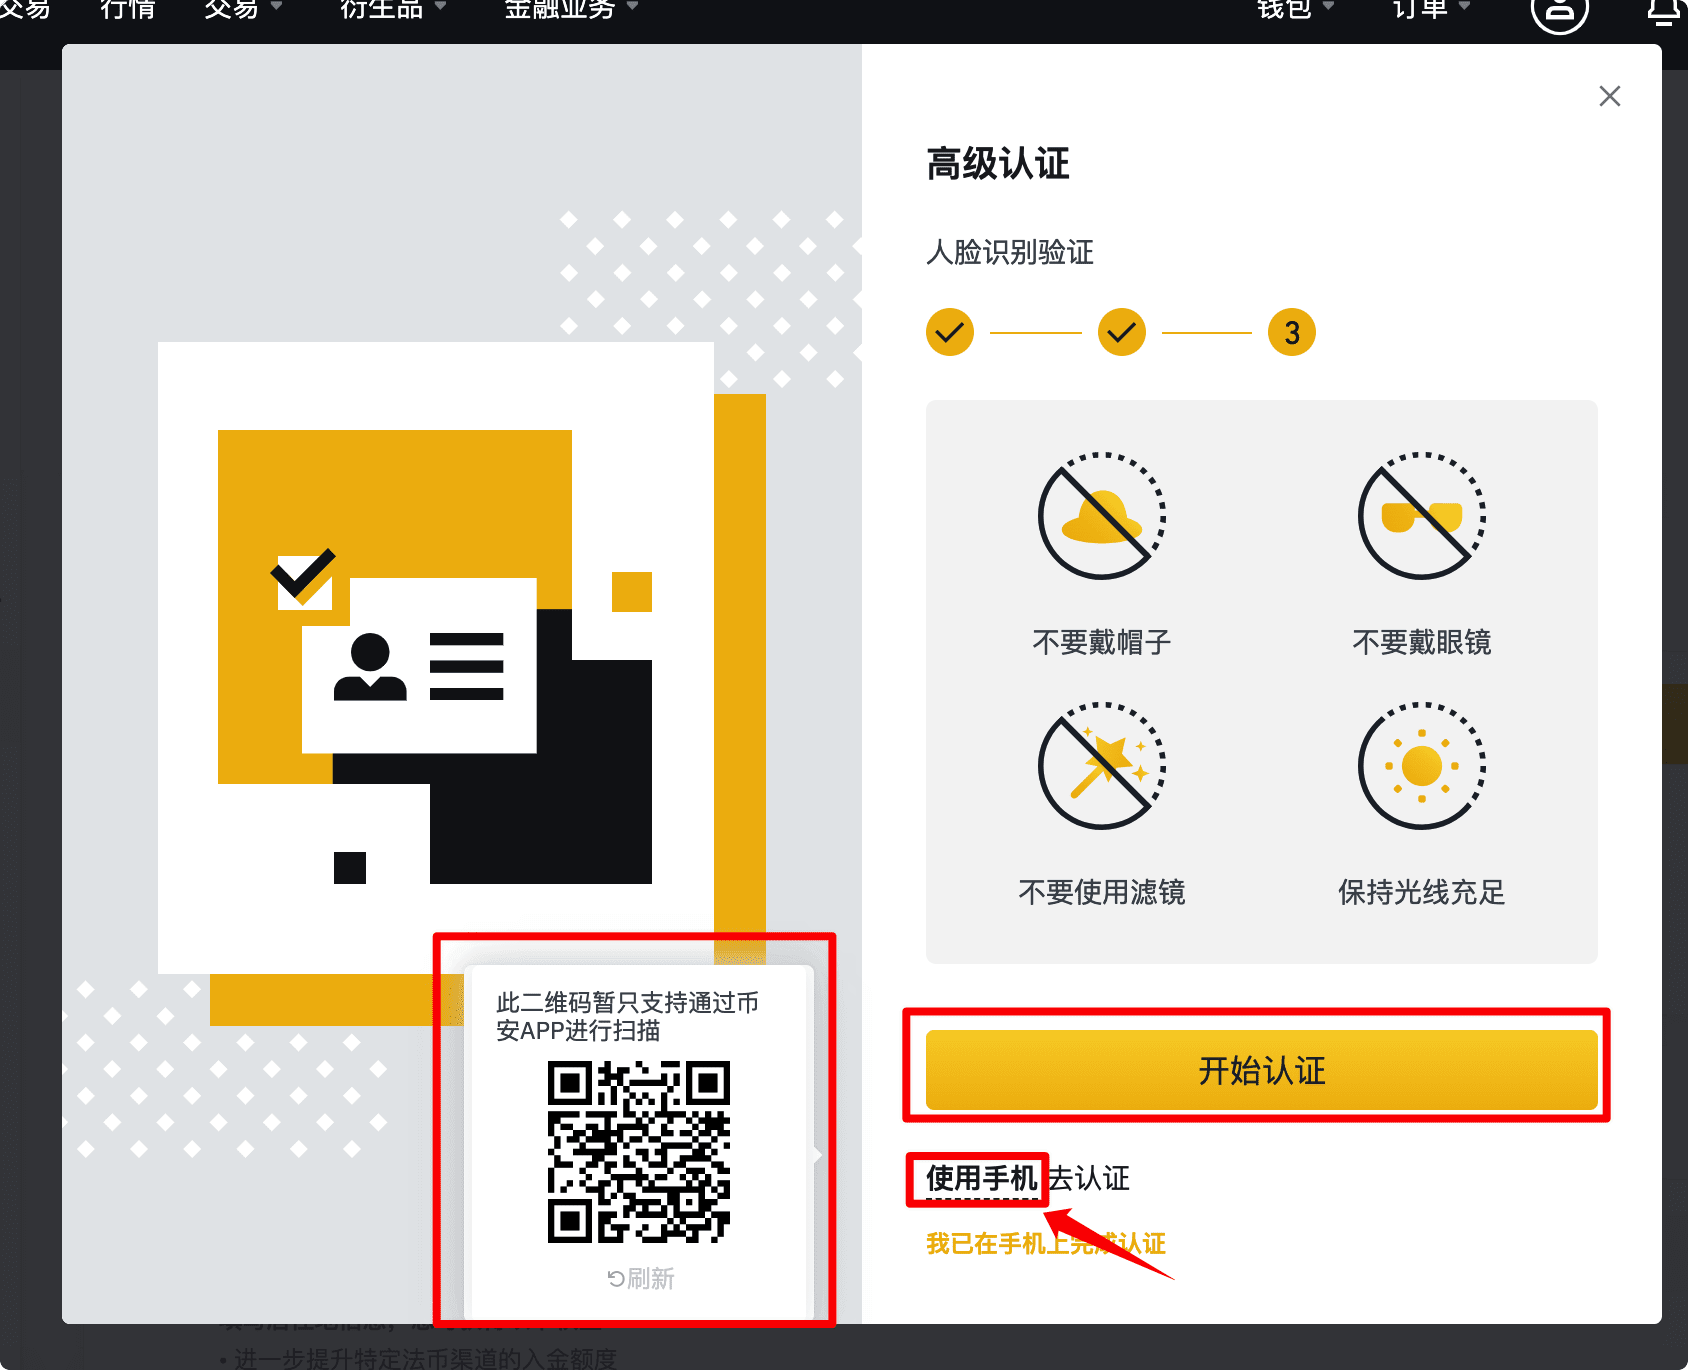 交易
行情
交易
衍生品
金融业务
钱包
订单
高级认证
人脸识别验证
3
不要戴帽子
不要戴眼镜
不要使用滤镜
保持光线充足
此二维码暂只支持通过币
安APP进行扫描
刷新
开始认证
使用手机去认证
我已在手机上完成认证
• 进一步提升特定法币渠道的入金额度